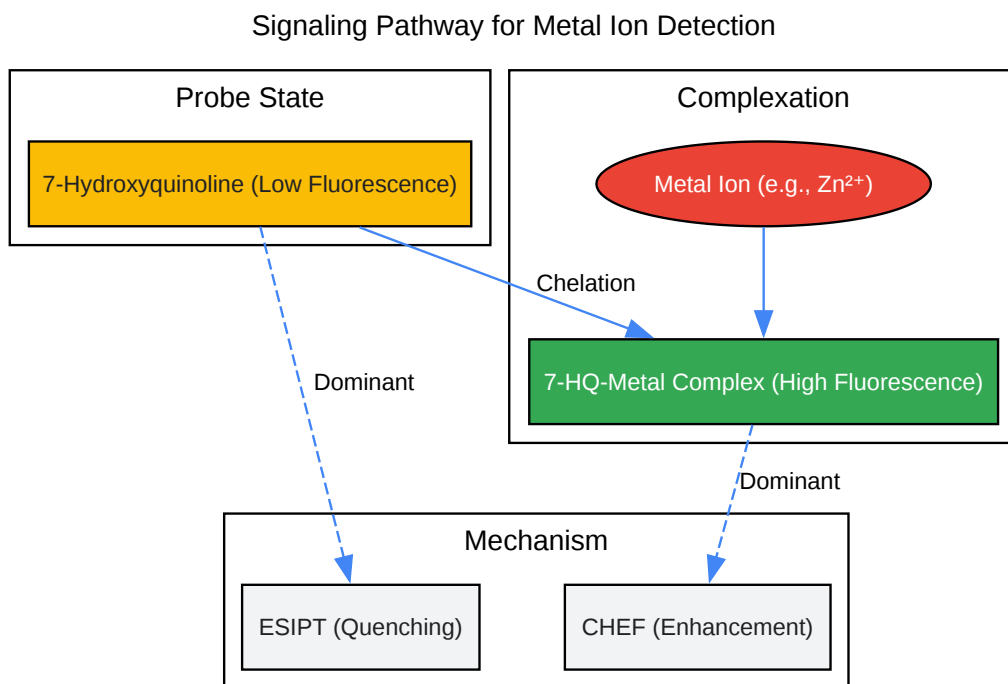 Signaling Pathway for Metal Ion Detection
Probe State
Complexation
7-Hydroxyquinoline (Low Fluorescence)
Metal Ion (e.g., Zn²⁺)
Chelation
7-HQ-Metal Complex (High Fluorescence)
Dominant
Dominant
Mechanism
ESIPT (Quenching)
CHEF (Enhancement)